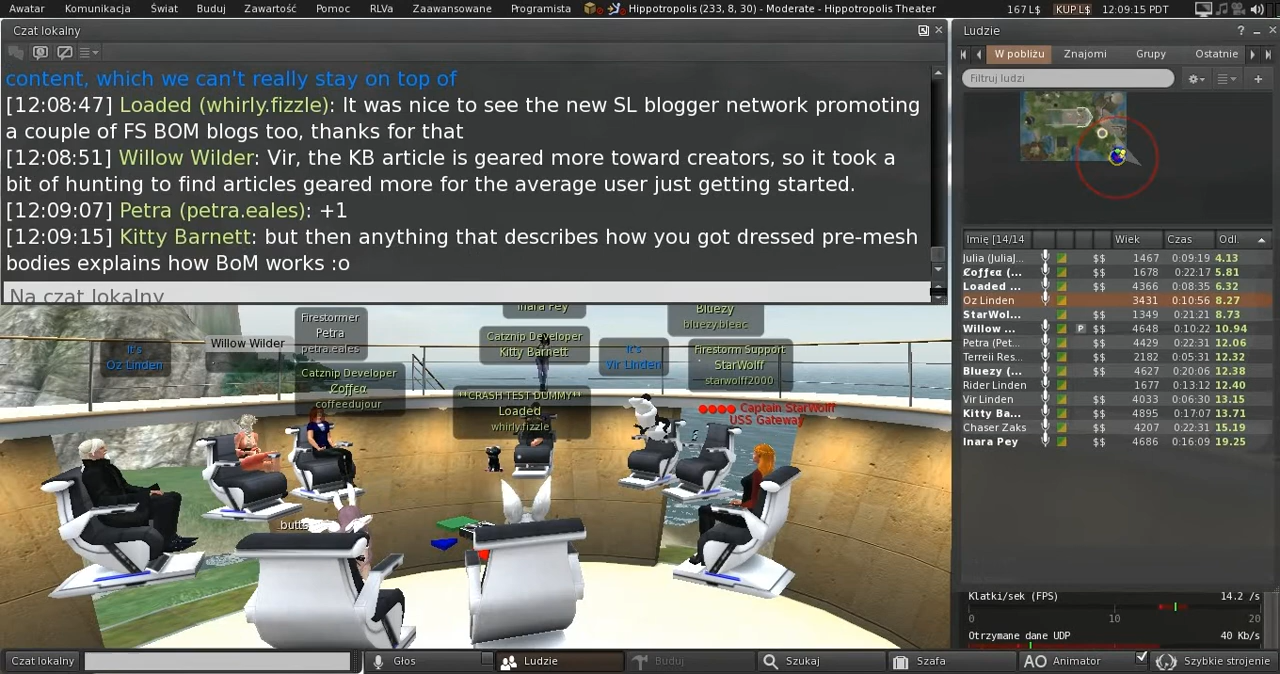 Awatar Komunikacja Świat Buduj Zawartość Pomoc RLVa Zaawansowane Programista Hippotropolis (233, 8, 30) - Moderate - Hippotropolis Theater 167 L$ KUP L$ 12:09:15 PDT
Czat lokalny
content, which we can't really stay on top of
[12:08:47] Loaded (whirly.fizzle): It was nice to see the new SL blogger network promoting
a couple of FS BOM blogs too, thanks for that
[12:08:51] Willow Wilder: Vir, the KB article is geared more toward creators, so it took a
bit of hunting to find articles geared more for the average user just getting started.
[12:09:07] Petra (petra.eales): +1
[12:09:15] Kitty Barnett: but then anything that describes how you got dressed pre-mesh
bodies explains how BoM works :o
Na czat lokalny
Inara Pey
Bluezy
bluezy.bleac
Firestormer
Petra
petra.eales
Willow Wilder
It's
Oz Linden
Catznip Developer
Kitty Barnett
It's
Vir Linden
Firestorm Support
StarWolff
starwolff2000
Catznip Developer
Coffεα
coffeedujour
**CRASH TEST DUMMY**
Loaded
whirly.fizzle
Captain StarWolff
USS Gateway
butts
Ludzie
W pobliżu Znajomi Grupy Ostatnie
Filtruj ludzi
Imię [14/14 Wiek Czas Odl.
Julia (JuliaJ... $$ 1467 0:09:19 4.13
Coffεα (... $$ 1678 0:22:17 5.81
Loaded ... $$ 4366 0:08:35 6.32
Oz Linden 3431 0:10:56 8.27
StarWol... $$ 1349 0:21:21 8.73
Willow ... P $$ 4648 0:10:22 10.94
Petra (Pet... $$ 4429 0:22:31 12.06
Terreii Res... $$ 2182 0:05:31 12.32
Bluezy (... $$ 4627 0:20:06 12.38
Rider Linden 1677 0:13:12 12.40
Vir Linden $$ 4033 0:06:30 13.15
Kitty Ba... $$ 4895 0:17:07 13.71
Chaser Zaks $$ 4207 0:22:31 15.19
Inara Pey $$ 4686 0:16:09 19.25
Klatki/sek (FPS) 14.2 /s
0 10 20
Otrzymane dane UDP 40 Kb/s
Czat lokalny Głos Ludzie Buduj Szukaj Szafa AO Animator Szybkie strojenie